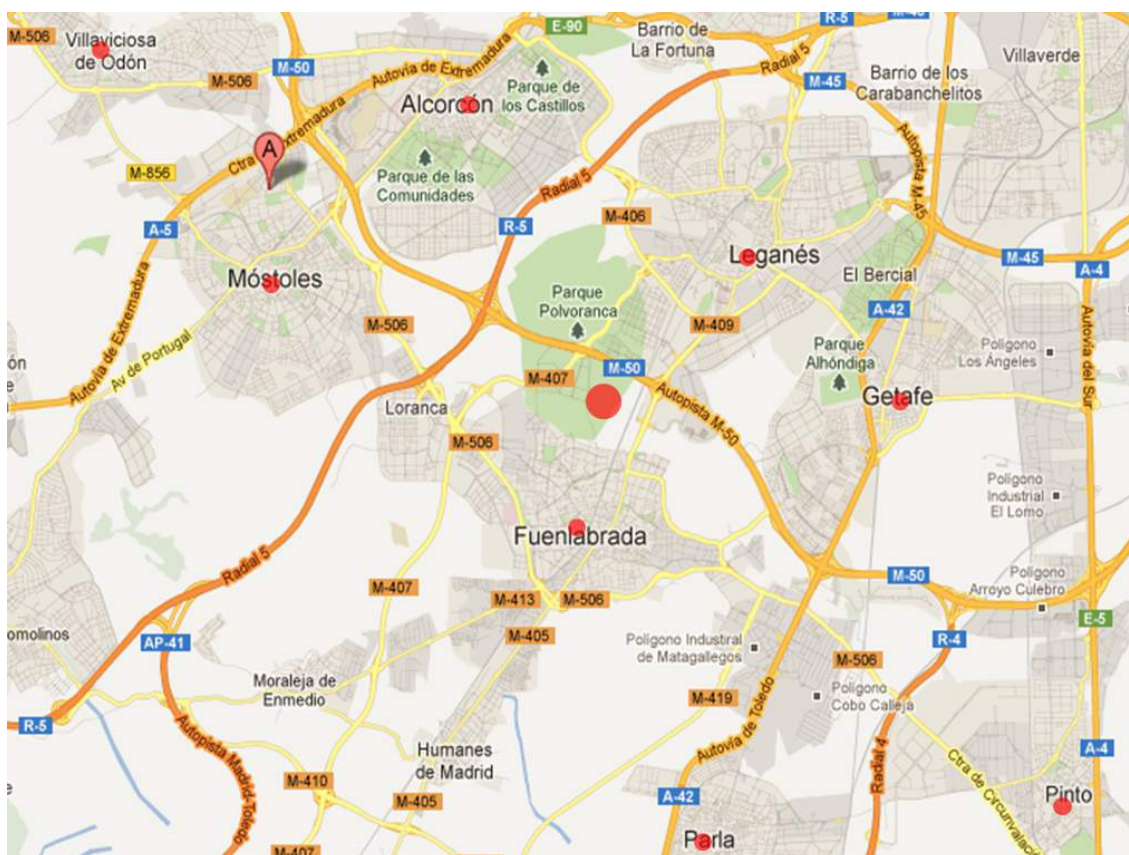 M-506
Villaviciosa
de Odón
M-50
M-506
Autovía de Extremadura
E-90
Barrio de
La Fortuna
R-5
M-40
Radial 5
M-45
Villaverde
Barrio de los
Carabanchelitos
Alcorcón
Parque de
los Castillos
A
Ctra Extremadura
M-856
Parque de las
Comunidades
Radial 5
Autopista M-45
A-5
R-5
M-406
Leganés
El Bercial
M-45
A-4
Móstoles
Autovía de Extremadura
Parque
Polvoranca
M-506
M-409
A-42
Autovía del Sur
Av de Portugal
Parque
Alhóndiga
Polígono
Los Ángeles
M-50
M-407
Loranca
Autopista M-50
Getafe
M-506
Polígono
Industrial
El Lomo
Fuenlabrada
Radial 5
M-407
M-50
Polígono
Arroyo Culebro
M-413
M-506
E-5
omolinos
AP-41
M-405
Polígono Industiral
de Matagallegos
R-4
M-506
Moraleja de
Enmedio
M-419
Polígono
Cobo Calleja
R-5
Autopista Madrid-Toledo
Autovía de Toledo
Humanes
de Madrid
Radial 4
A-4
M-410
M-405
A-42
Ctra de Circunvalación
Pinto
Parla
M-407